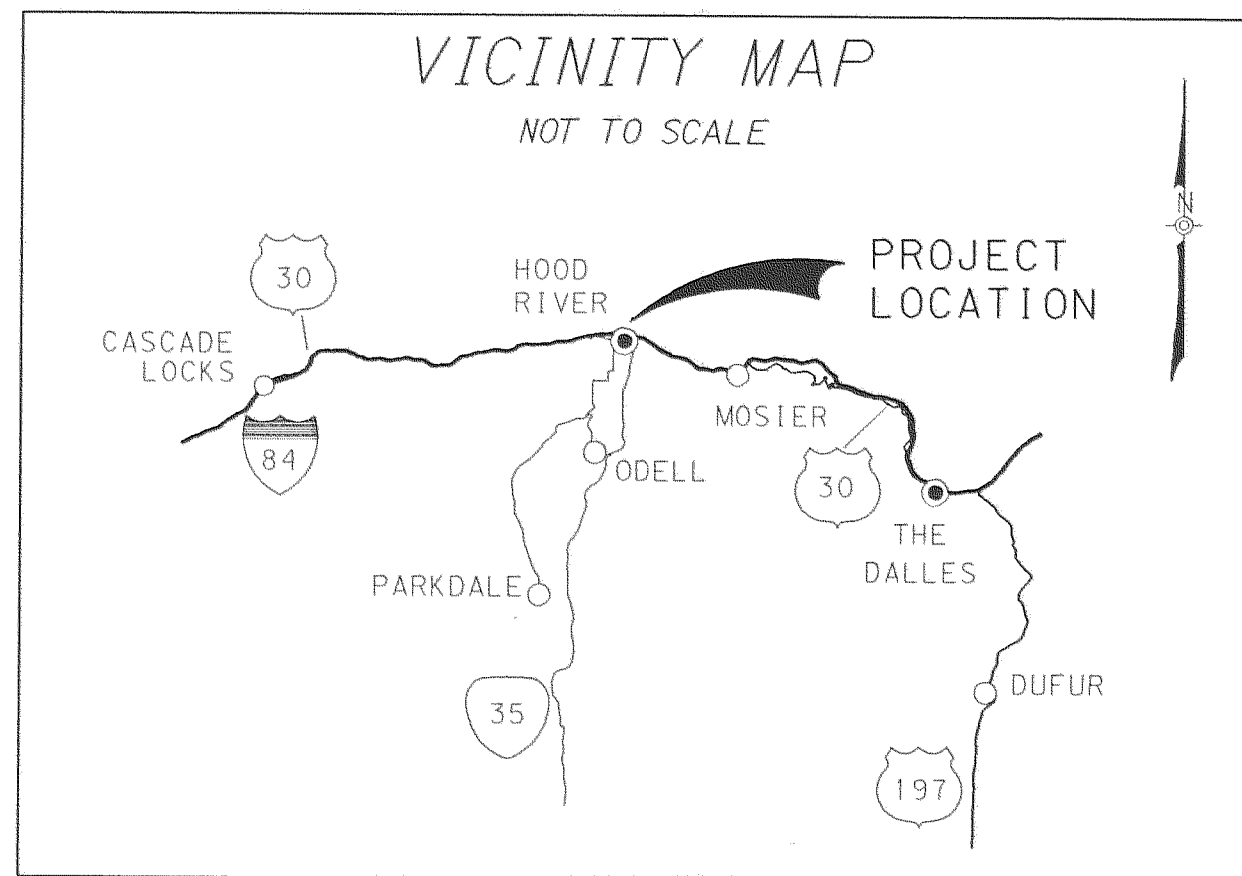 VICINITY MAP
NOT TO SCALE
N
30
HOOD
RIVER
PROJECT
LOCATION
CASCADE
LOCKS
84
MOSIER
ODELL
30
THE
DALLES
PARKDALE
35
DUFUR
197